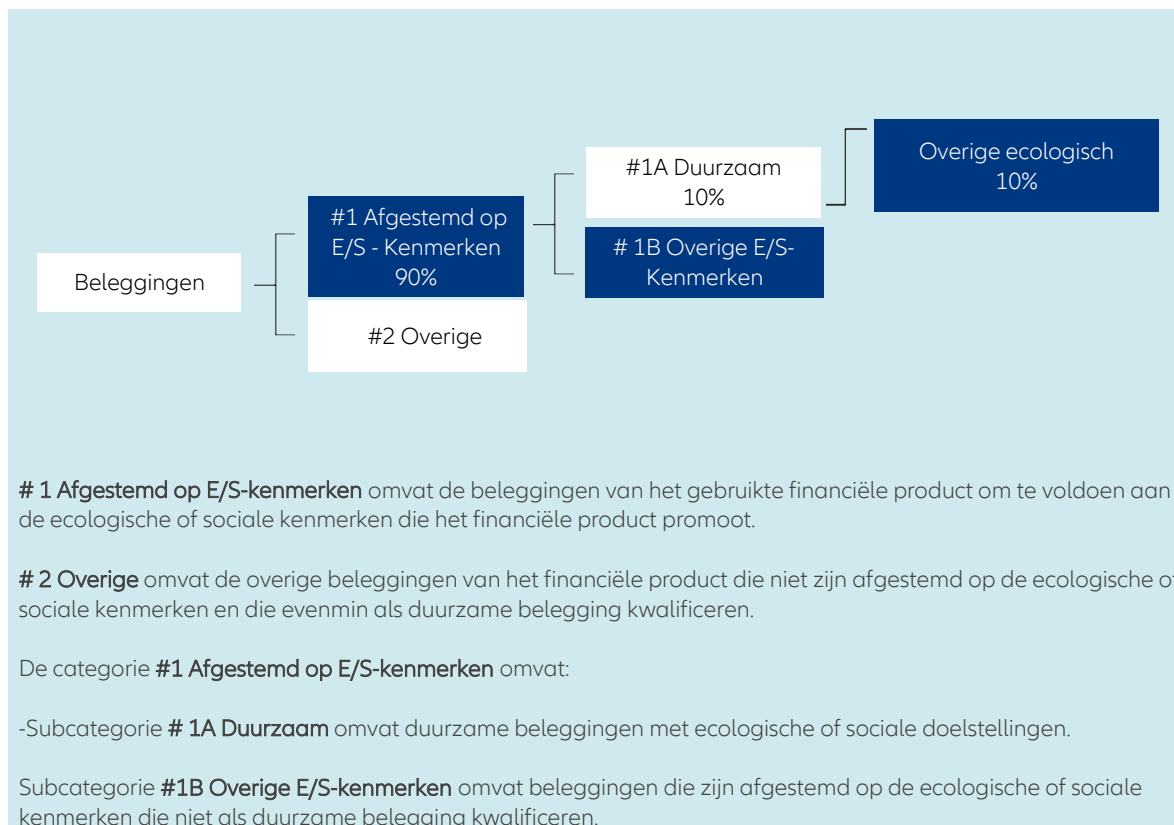 Beleggingen
#1 Afgestemd op
E/S - Kenmerken
90%
#2 Overige
#1A Duurzaam
10%
# 1B Overige E/S-
Kenmerken
Overige ecologisch
10%
# 1 Afgestemd op E/S-kenmerken omvat de beleggingen van het gebruikte financiële product om te voldoen aan
de ecologische of sociale kenmerken die het financiële product promoot.
# 2 Overige omvat de overige beleggingen van het financiële product die niet zijn afgestemd op de ecologische of
sociale kenmerken en die evenmin als duurzame belegging kwalificeren.
De categorie #1 Afgestemd op E/S-kenmerken omvat:
-Subcategorie # 1A Duurzaam omvat duurzame beleggingen met ecologische of sociale doelstellingen.
Subcategorie #1B Overige E/S-kenmerken omvat beleggingen die zijn afgestemd op de ecologische of sociale
kenmerken die niet als duurzame belegging kwalificeren.